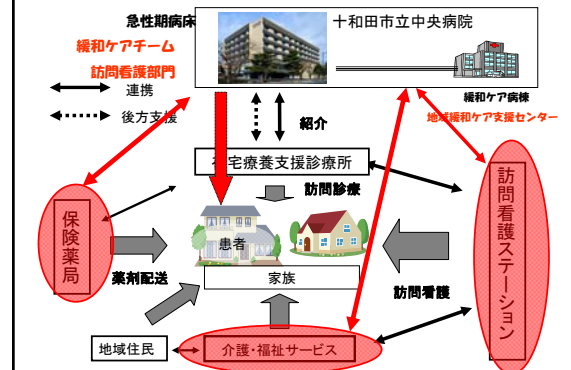 急性期病床
十和田市立中央病院
緩和ケアチーム
訪問看護部門
連携
後方支援
緩和ケア病棟
地域緩和ケア支援センター
紹介
宅療養支援診療所
訪問診療
保険薬局
患者
訪問看護ステーション
薬剤配送
家族
訪問看護
地域住民
介護・福祉サービス